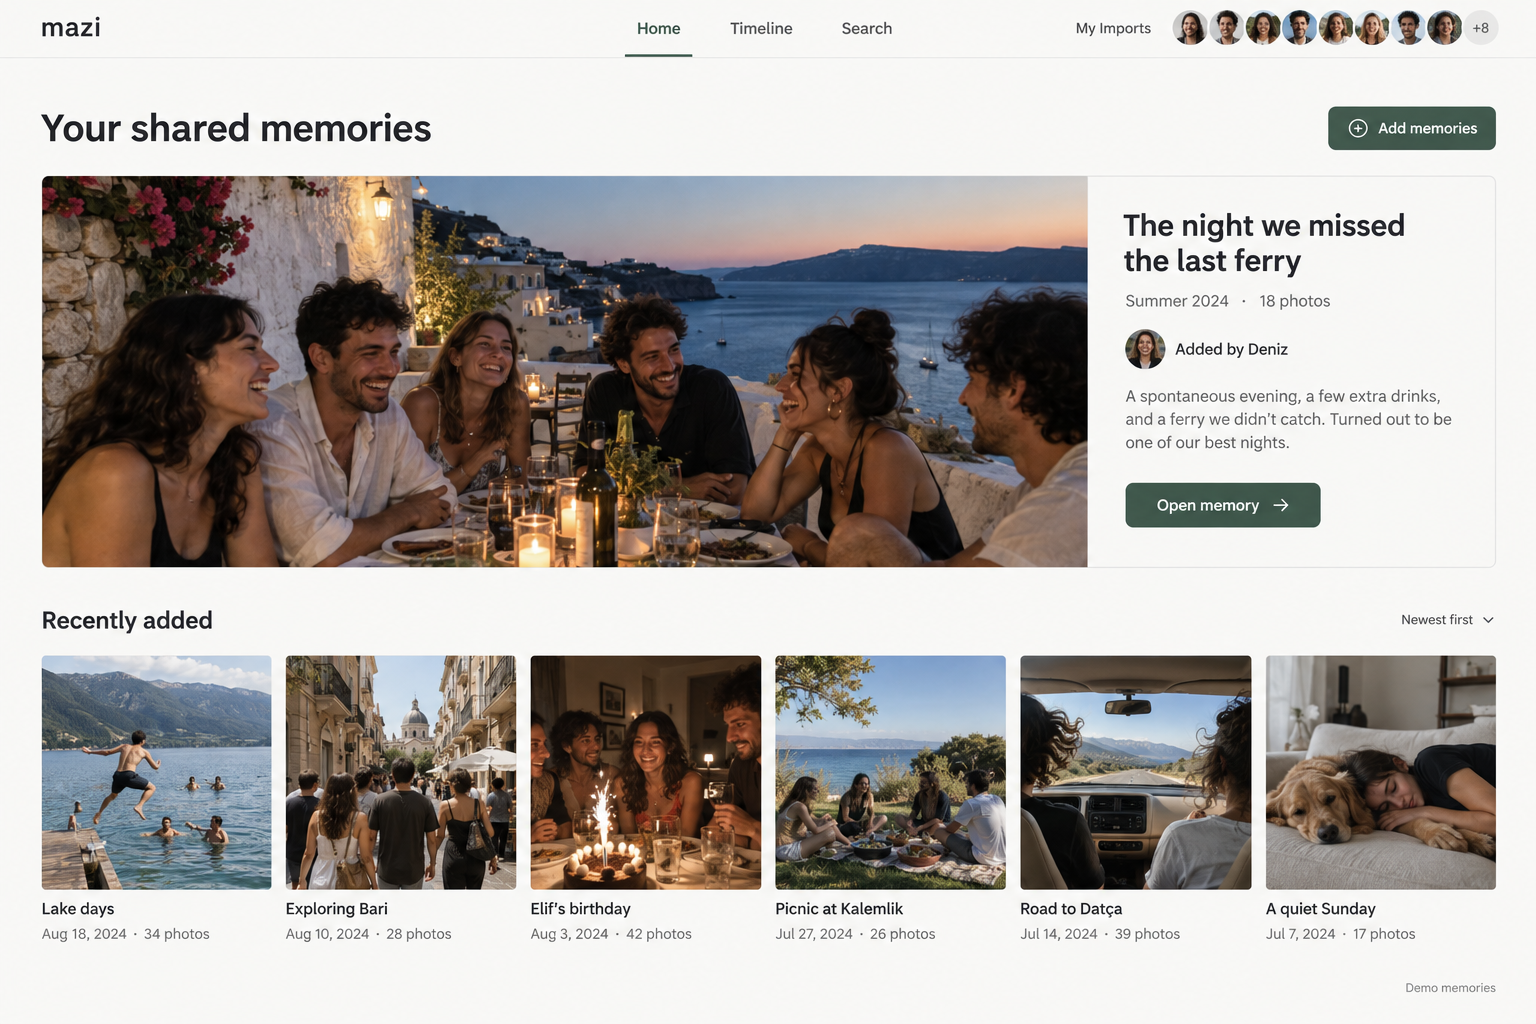 mazi
Home
Timeline
Search
My Imports
+8
Your shared memories
Add memories
The night we missed
the last ferry
Summer 2024 · 18 photos
Added by Deniz
A spontaneous evening, a few extra drinks,
and a ferry we didn't catch. Turned out to be
one of our best nights.
Open memory
Recently added
Newest first
Lake days
Aug 18, 2024 · 34 photos
Exploring Bari
Aug 10, 2024 · 28 photos
Elif's birthday
Aug 3, 2024 · 42 photos
Picnic at Kalemlik
Jul 27, 2024 · 26 photos
Road to Datça
Jul 14, 2024 · 39 photos
A quiet Sunday
Jul 7, 2024 · 17 photos
Demo memories